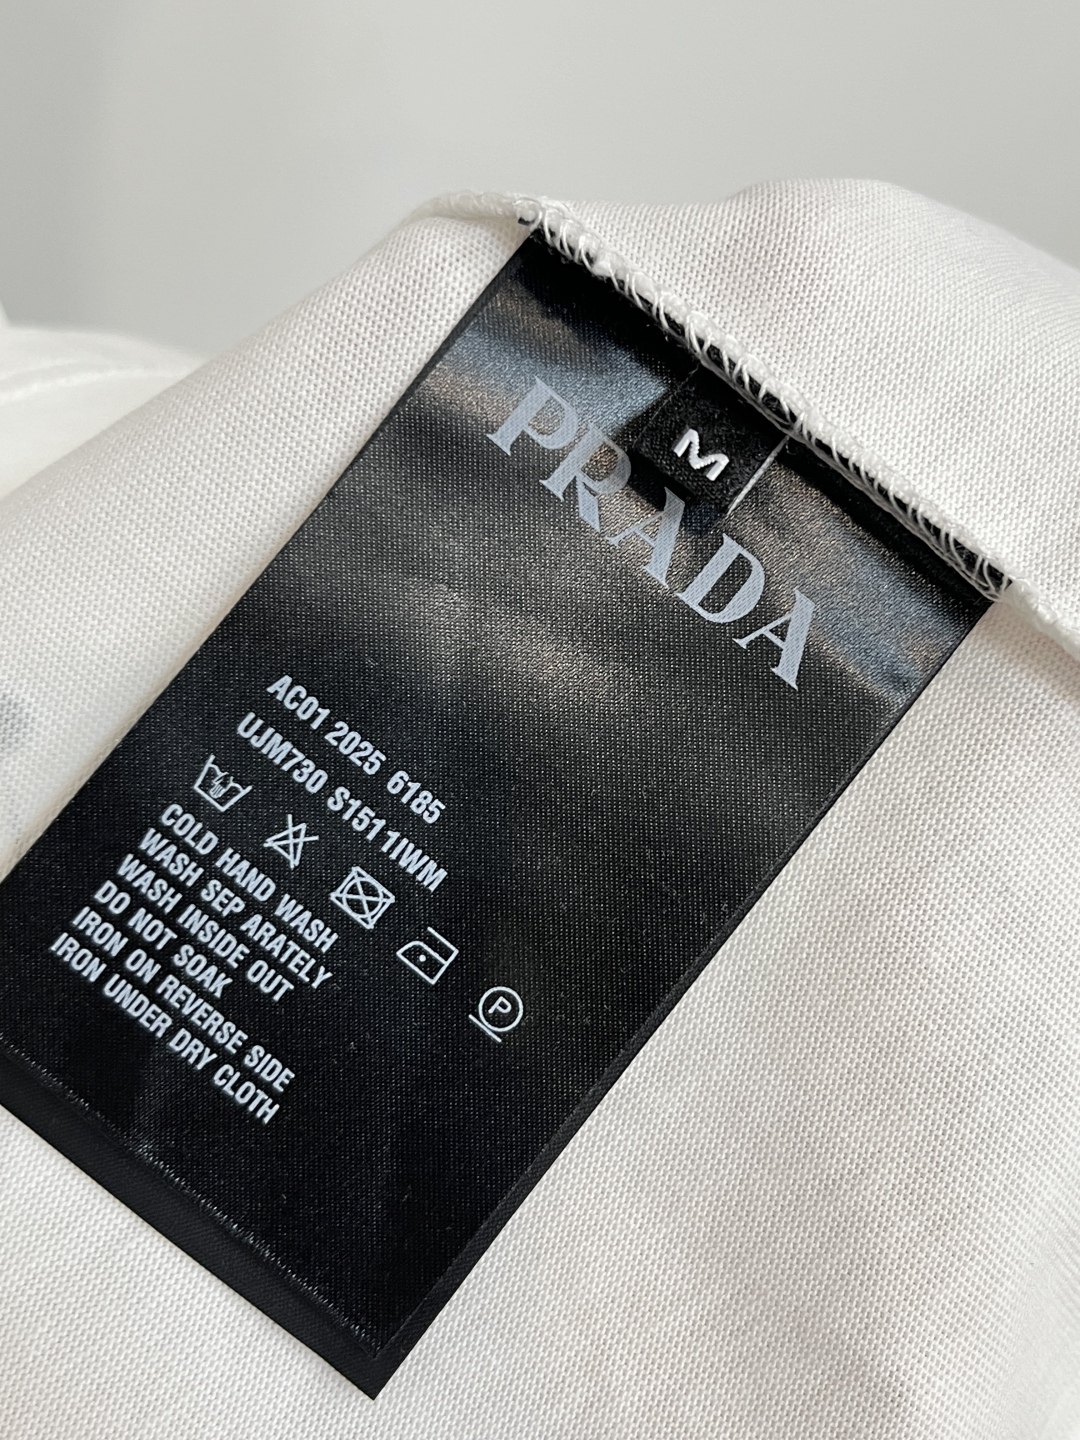 M
PRADA
AC01 2025 6185
UJM730 S1511IWM
P
COLD HAND WASH
WASH SEP ARATELY
WASH INSIDE OUT
DO NOT SOAK
IRON ON REVERSE SIDE
IRON UNDER DRY CLOTH